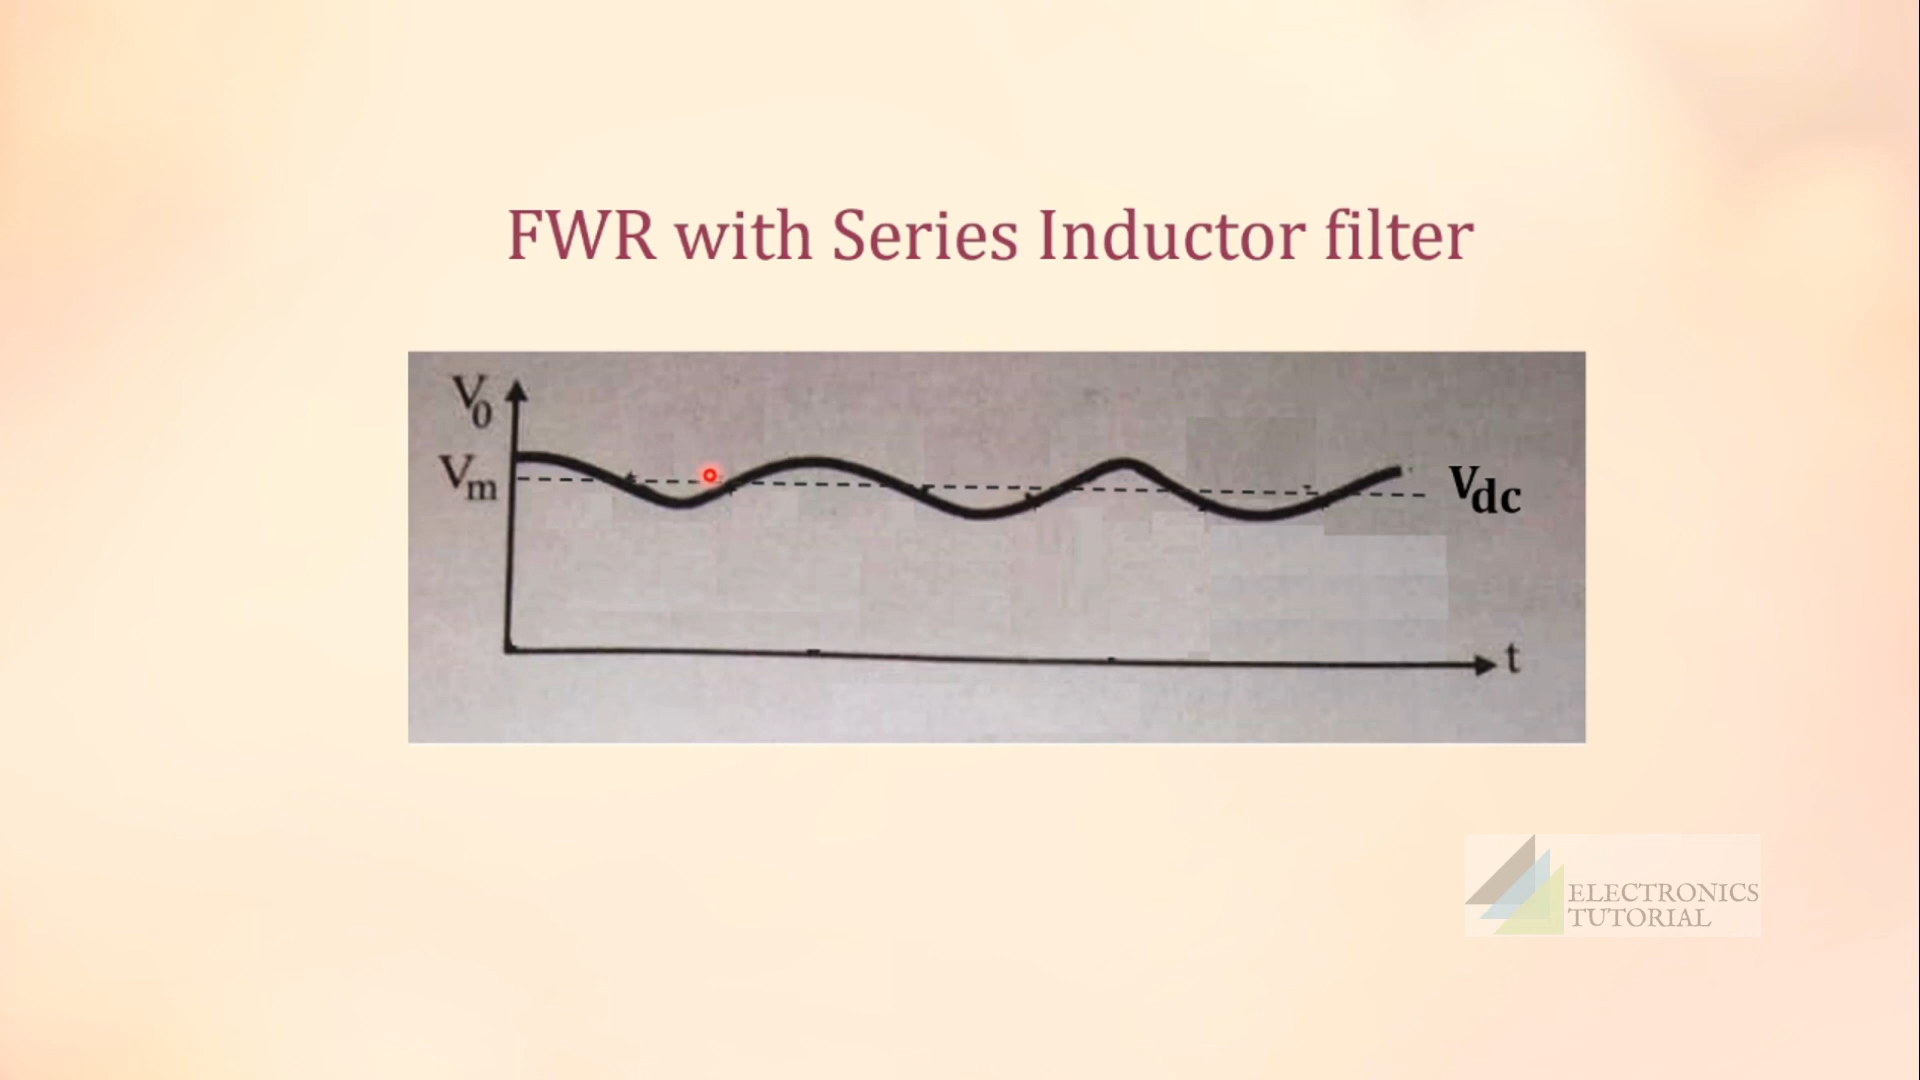 FWR with Series Inductor filter
V0
Vm
Vdc
t
ELECTRONICS
TUTORIAL